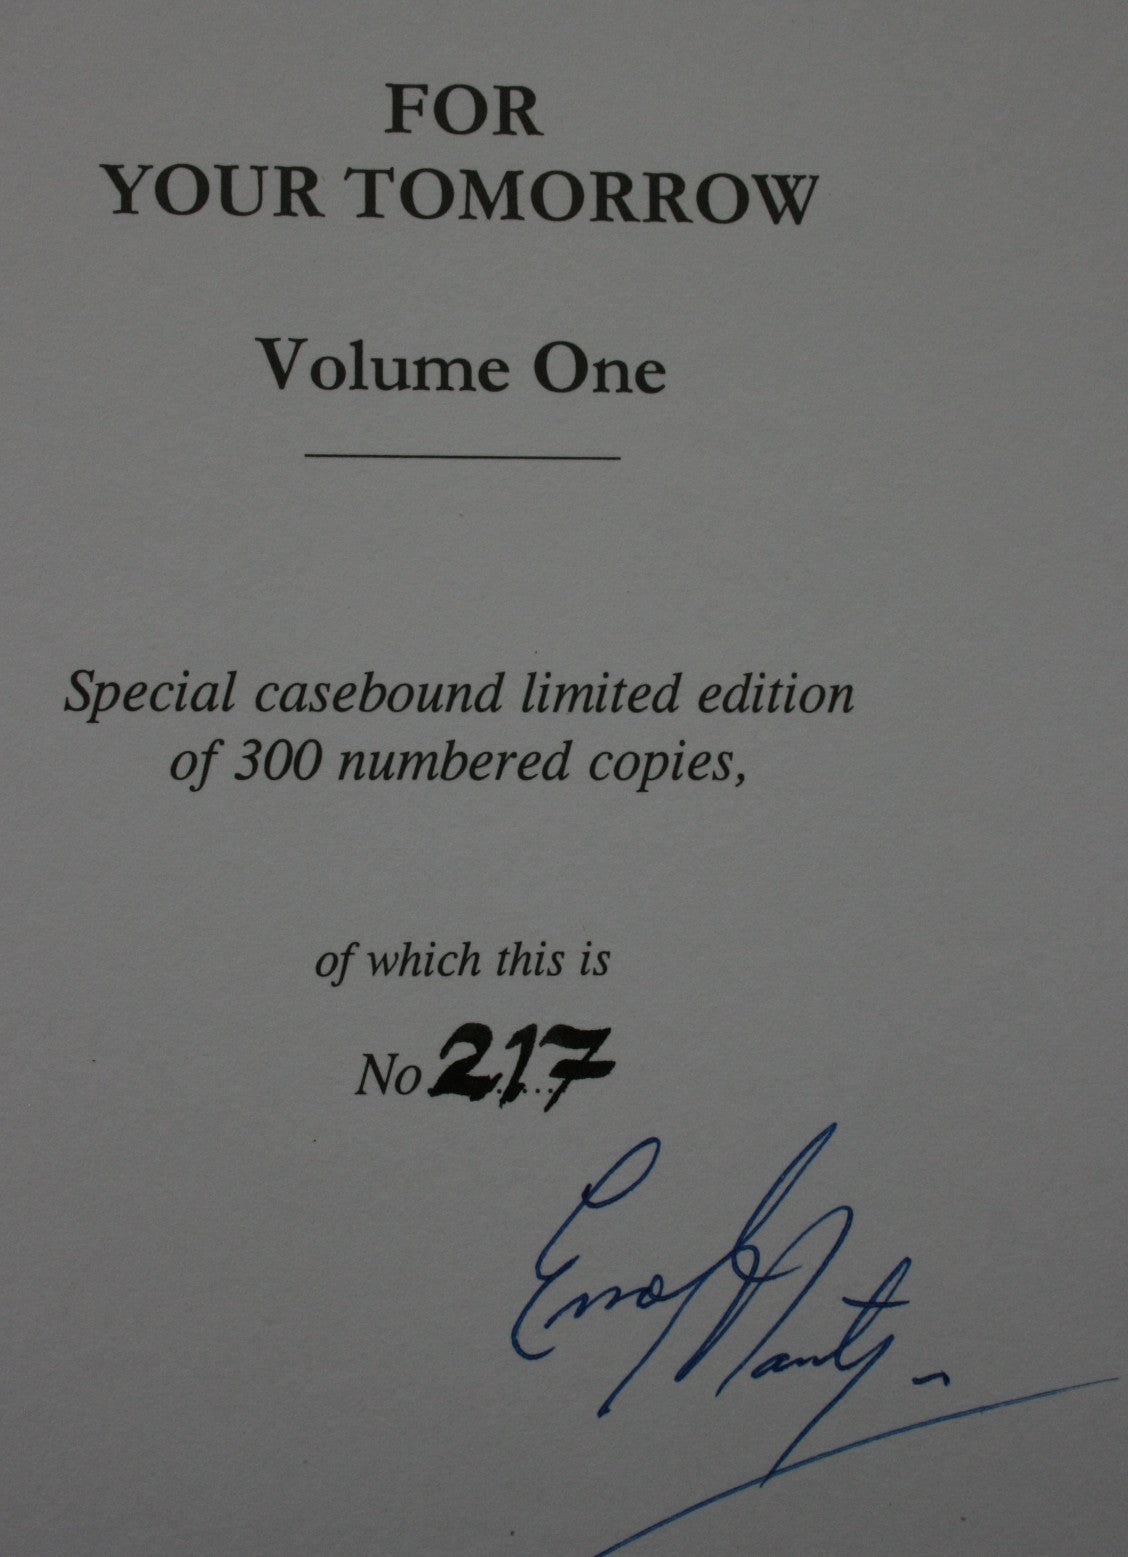 FOR
YOUR TOMORROW
Volume One
Special casebound limited edition
of 300 numbered copies,
of which this is
No 217